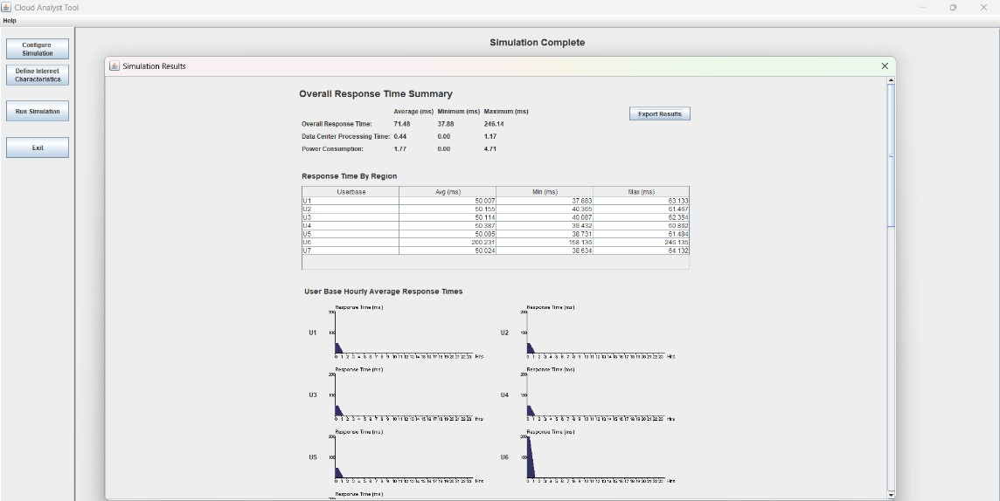 Cloud Analyst Tool
Help
Configure
Simulation
Define Internet
Characteristics
Run Simulation
Exit
Simulation Complete
Simulation Results
Overall Response Time Summary
Average (ms) Minimum (ms) Maximum (ms)
Export Results
Overall Response Time: 71.48 37.88 246.14
Data Center Processing Time: 0.44 0.00 1.17
Power Consumption: 1.77 0.00 4.71
Response Time By Region
Userbase Avg (ms) Min (ms) Max (ms)
U1 50.007 37.883 63.133
U2 50.155 40.365 61.467
U3 50.114 40.087 62.354
U4 50.387 39.432 60.862
U5 50.085 38.731 61.484
U6 200.231 158.136 246.135
U7 50.024 38.634 64.132
User Base Hourly Average Response Times
Response Time (ms) Response Time (ms)
200 200
U1 100 U2 100
0 1 2 3 4 5 6 7 8 9 10 11 12 13 14 15 16 17 18 19 20 21 22 23 Hrs 0 1 2 3 4 5 6 7 8 9 10 11 12 13 14 15 16 17 18 19 20 21 22 23 Hrs
Response Time (ms) Response Time (ms)
200 200
U3 100 U4 100
0 1 2 3 4 5 6 7 8 9 10 11 12 13 14 15 16 17 18 19 20 21 22 23 Hrs 0 1 2 3 4 5 6 7 8 9 10 11 12 13 14 15 16 17 18 19 20 21 22 23 Hrs
Response Time (ms) Response Time (ms)
200 200
U5 100 U6 100
0 1 2 3 4 5 6 7 8 9 10 11 12 13 14 15 16 17 18 19 20 21 22 23 Hrs 0 1 2 3 4 5 6 7 8 9 10 11 12 13 14 15 16 17 18 19 20 21 22 23 Hrs
Response Time (ms)